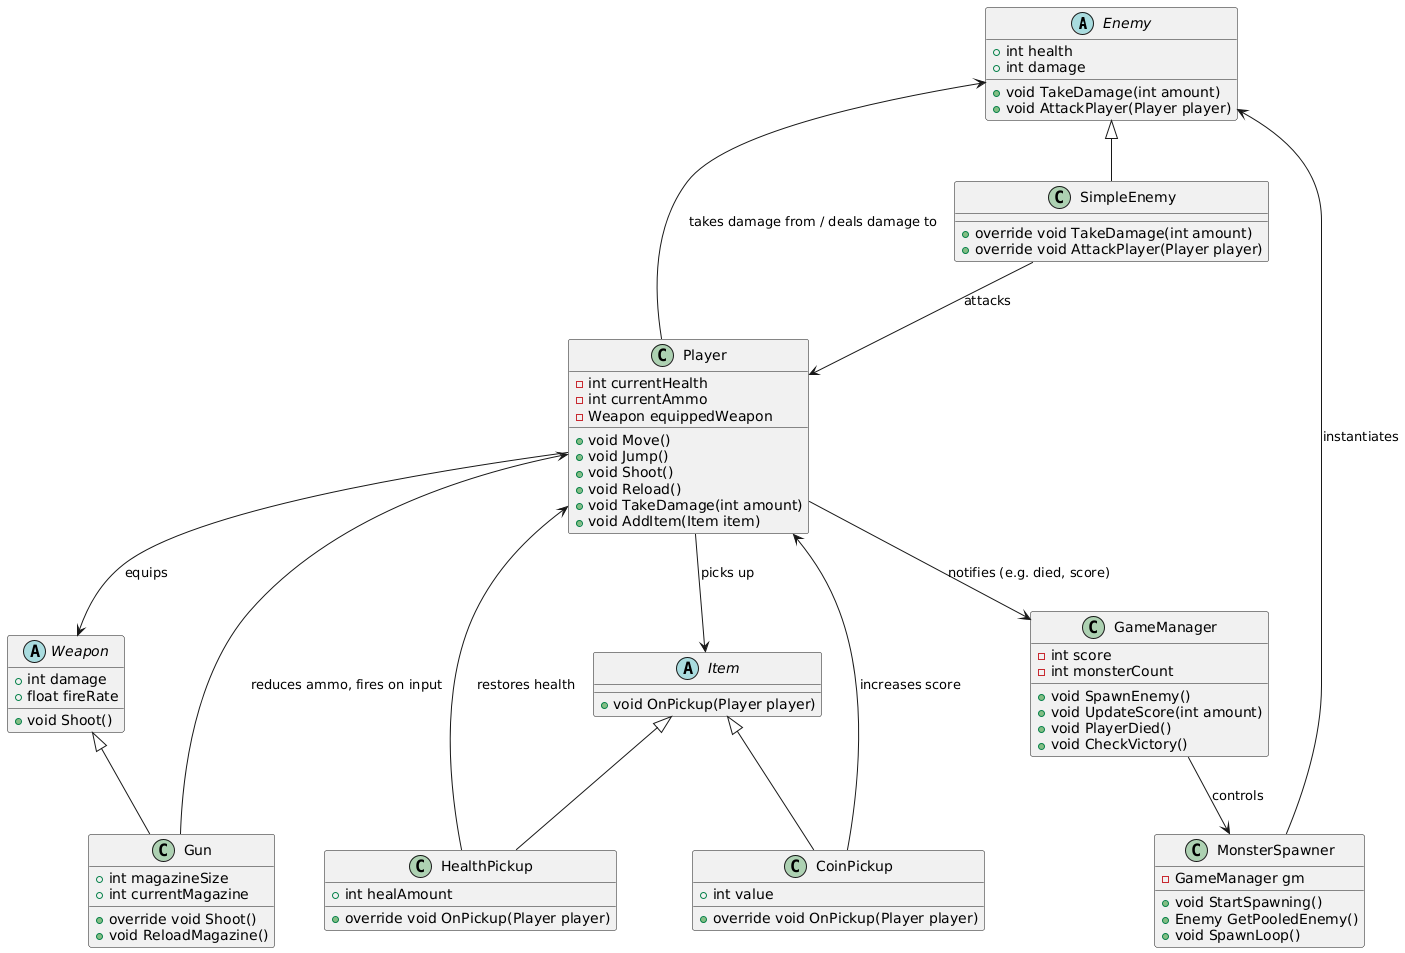 A Enemy
int health
int damage
void TakeDamage(int amount)
void AttackPlayer(Player player)
C SimpleEnemy
override void TakeDamage(int amount)
override void AttackPlayer(Player player)
takes damage from / deals damage to
attacks
C Player
int currentHealth
int currentAmmo
Weapon equippedWeapon
void Move()
void Jump()
void Shoot()
void Reload()
void TakeDamage(int amount)
void AddItem(Item item)
instantiates
equips
picks up
notifies (e.g. died, score)
A Weapon
int damage
float fireRate
void Shoot()
reduces ammo, fires on input
restores health
A Item
void OnPickup(Player player)
increases score
C GameManager
int score
int monsterCount
void SpawnEnemy()
void UpdateScore(int amount)
void PlayerDied()
void CheckVictory()
controls
C Gun
int magazineSize
int currentMagazine
override void Shoot()
void ReloadMagazine()
C HealthPickup
int healAmount
override void OnPickup(Player player)
C CoinPickup
int value
override void OnPickup(Player player)
C MonsterSpawner
GameManager gm
void StartSpawning()
Enemy GetPooledEnemy()
void SpawnLoop()